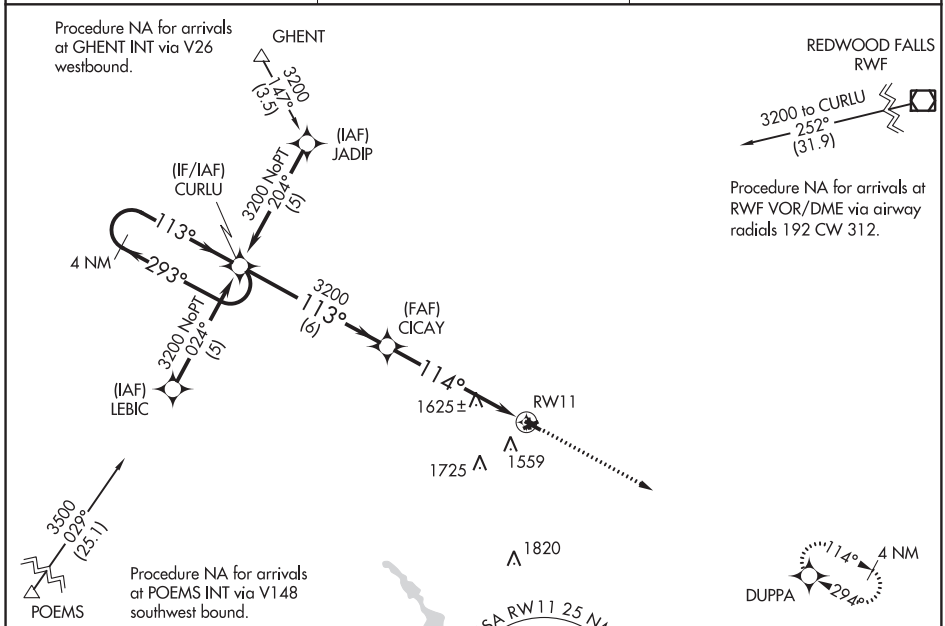 Procedure NA for arrivals
at GHENT INT via V26
westbound.
GHENT
3200
147°
(3.5)
(IAF)
JADIP
REDWOOD FALLS
RWF
3200 to CURLU
252°
(31.9)
Procedure NA for arrivals at
RWF VOR/DME via airway
radials 192 CW 312.
(IF/IAF)
CURLU
3200 NoPT
204°
(5)
113°
4 NM
293°
3200 NoPT
024°
(5)
(IAF)
LEBIC
3200
113°
(6)
(FAF)
CICAY
114°
1625±
RW11
1725
1559
1820
3500
029°
(25.1)
POEMS
Procedure NA for arrivals
at POEMS INT via V148
southwest bound.
DUPPA
114°
4 NM
294°
SA RW11 25 NM